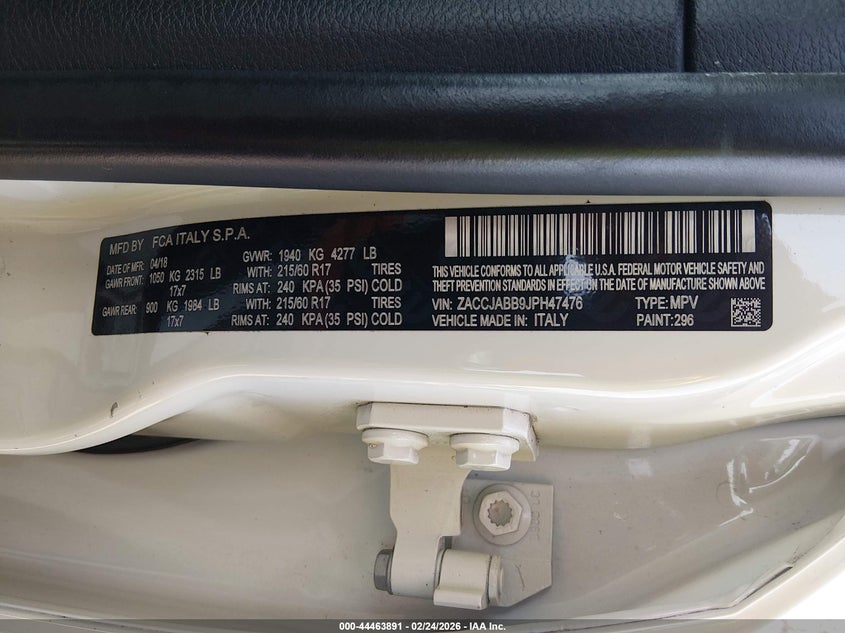 MFD BY FCA ITALY S.P.A.
DATE OF MFR: 04/18 GVWR: 1940 KG 4277 LB
GAWR FRONT: 1050 KG 2315 LB WITH: 215/60 R17 TIRES
17x7 RIMS AT: 240 KPA (35 PSI) COLD
GAWR REAR: 900 KG 1984 LB WITH: 215/60 R17 TIRES
17x7 RIMS AT: 240 KPA (35 PSI) COLD
THIS VEHICLE CONFORMS TO ALL APPLICABLE U.S.A. FEDERAL MOTOR VEHICLE SAFETY AND
THEFT PREVENTION STANDARDS IN EFFECT ON THE DATE OF MANUFACTURE SHOWN ABOVE.
VIN: ZACCJABB9JPH47476 TYPE: MPV
VEHICLE MADE IN: ITALY PAINT: 296
000-44463891 - 02/24/2026 - IAA Inc.